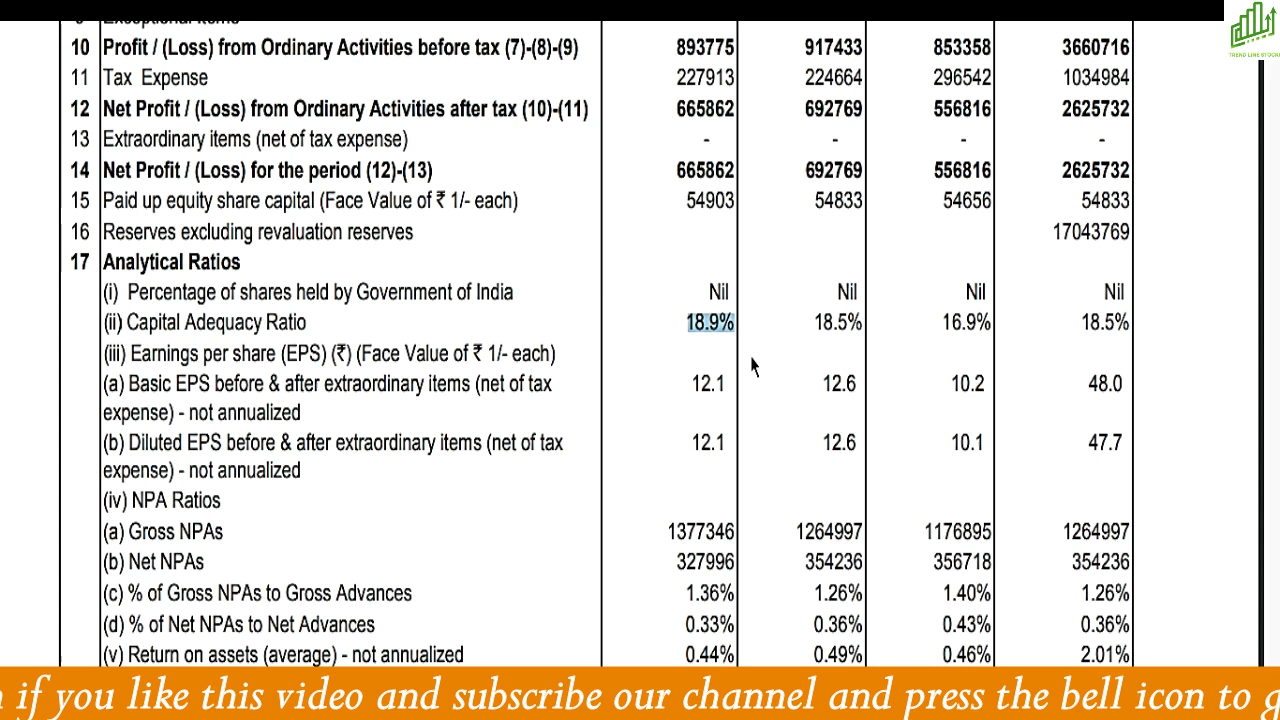 9 Exceptional items
10 Profit / (Loss) from Ordinary Activities before tax (7)-(8)-(9) 893775 917433 853358 3660716
11 Tax Expense 227913 224664 296542 1034984
12 Net Profit / (Loss) from Ordinary Activities after tax (10)-(11) 665862 692769 556816 2625732
13 Extraordinary items (net of tax expense) - - - -
14 Net Profit / (Loss) for the period (12)-(13) 665862 692769 556816 2625732
15 Paid up equity share capital (Face Value of ₹ 1/- each) 54903 54833 54656 54833
16 Reserves excluding revaluation reserves 17043769
17 Analytical Ratios
(i) Percentage of shares held by Government of India Nil Nil Nil Nil
(ii) Capital Adequacy Ratio 18.9% 18.5% 16.9% 18.5%
(iii) Earnings per share (EPS) (₹) (Face Value of ₹ 1/- each)
(a) Basic EPS before & after extraordinary items (net of tax 12.1 12.6 10.2 48.0
expense) - not annualized
(b) Diluted EPS before & after extraordinary items (net of tax 12.1 12.6 10.1 47.7
expense) - not annualized
(iv) NPA Ratios
(a) Gross NPAs 1377346 1264997 1176895 1264997
(b) Net NPAs 327996 354236 356718 354236
(c) % of Gross NPAs to Gross Advances 1.36% 1.26% 1.40% 1.26%
(d) % of Net NPAs to Net Advances 0.33% 0.36% 0.43% 0.36%
(v) Return on assets (average) - not annualized 0.44% 0.49% 0.46% 2.01%
TREND LINE STOCK
if you like this video and subscribe our channel and press the bell icon to